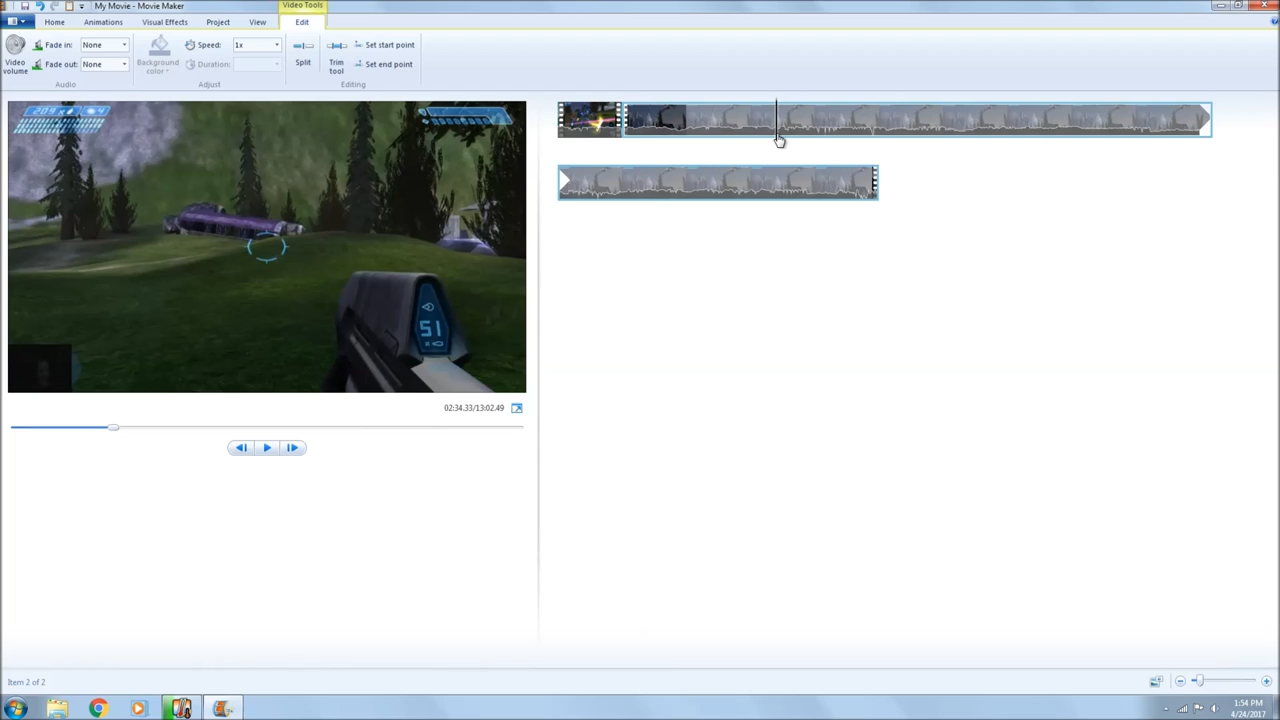 My Movie - Movie Maker
Video Tools
Home
Animations
Visual Effects
Project
View
Edit
Video volume
Fade in: None
Fade out: None
Audio
Background color
Speed: 1x
Duration:
Adjust
Split
Trim tool
Set start point
Set end point
Editing
209
4
51
02:34.33/13:02.49
Item 2 of 2
1:54 PM
4/24/2017